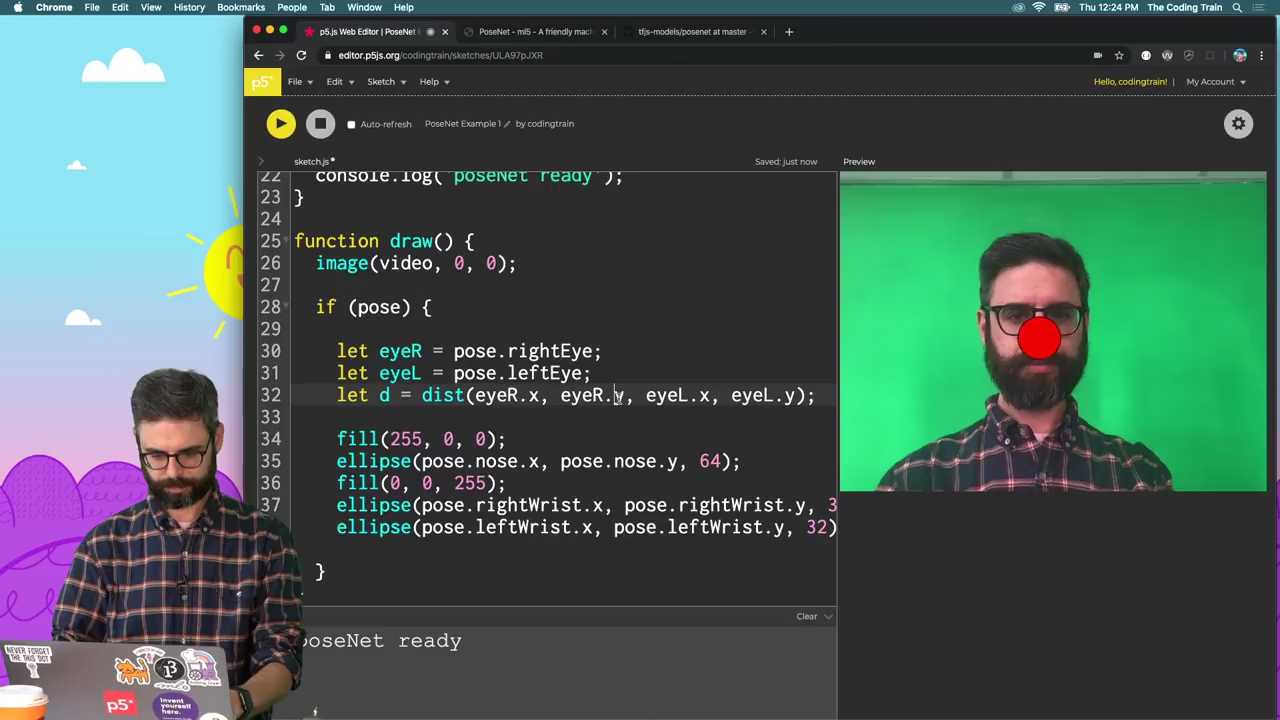 Chrome File Edit View History Bookmarks People Tab Window Help Thu 12:24 PM The Coding Train
p5.js Web Editor | PoseNet PoseNet - ml5 - A friendly mach tfjs-models/posenet at master
editor.p5js.org/codingtrain/sketches/ULA97pJXR
p5* File Edit Sketch Help Hello, codingtrain! | My Account
Auto-refresh PoseNet Example 1 by codingtrain
sketch.js Saved: just now Preview
22 console.log('poseNet ready');
23 }
24
25 function draw() {
26 image(video, 0, 0);
27
28 if (pose) {
29
30 let eyeR = pose.rightEye;
31 let eyeL = pose.leftEye;
32 let d = dist(eyeR.x, eyeR.y, eyeL.x, eyeL.y);
33
34 fill(255, 0, 0);
35 ellipse(pose.nose.x, pose.nose.y, 64);
36 fill(0, 0, 255);
37 ellipse(pose.rightWrist.x, pose.rightWrist.y, 3
ellipse(pose.leftWrist.x, pose.leftWrist.y, 32)
}
Clear
poseNet ready
NEVER FORGET
THE THIS DOT
p5*
Invent
yourself
here.